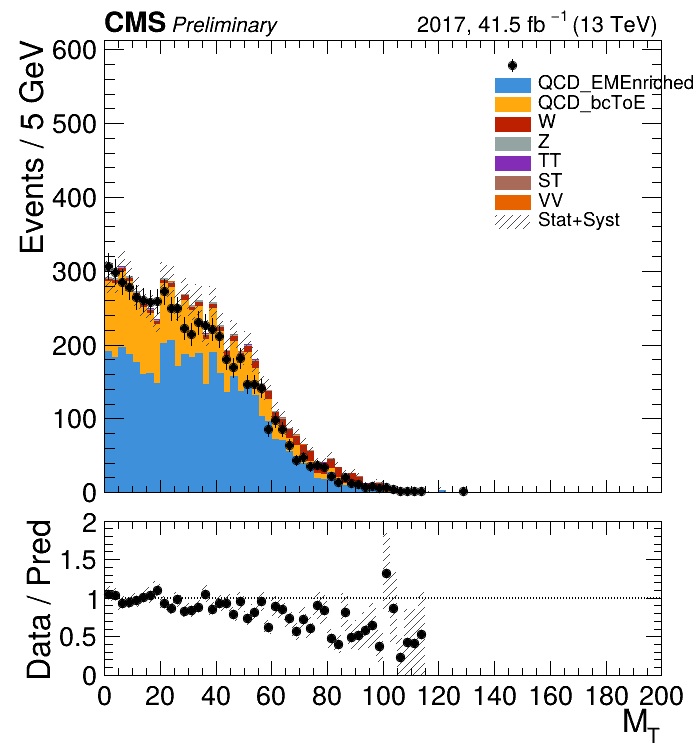 CMS Preliminary 2017, 41.5 fb⁻¹ (13 TeV)
Events / 5 GeV
600
500
400
300
200
100
0
QCD_EMEnriched
QCD_bcToE
W
Z
TT
ST
VV
Stat+Syst
Data / Pred
2
1.5
1
0.5
0
0 20 40 60 80 100 120 140 160 180 200
M_T